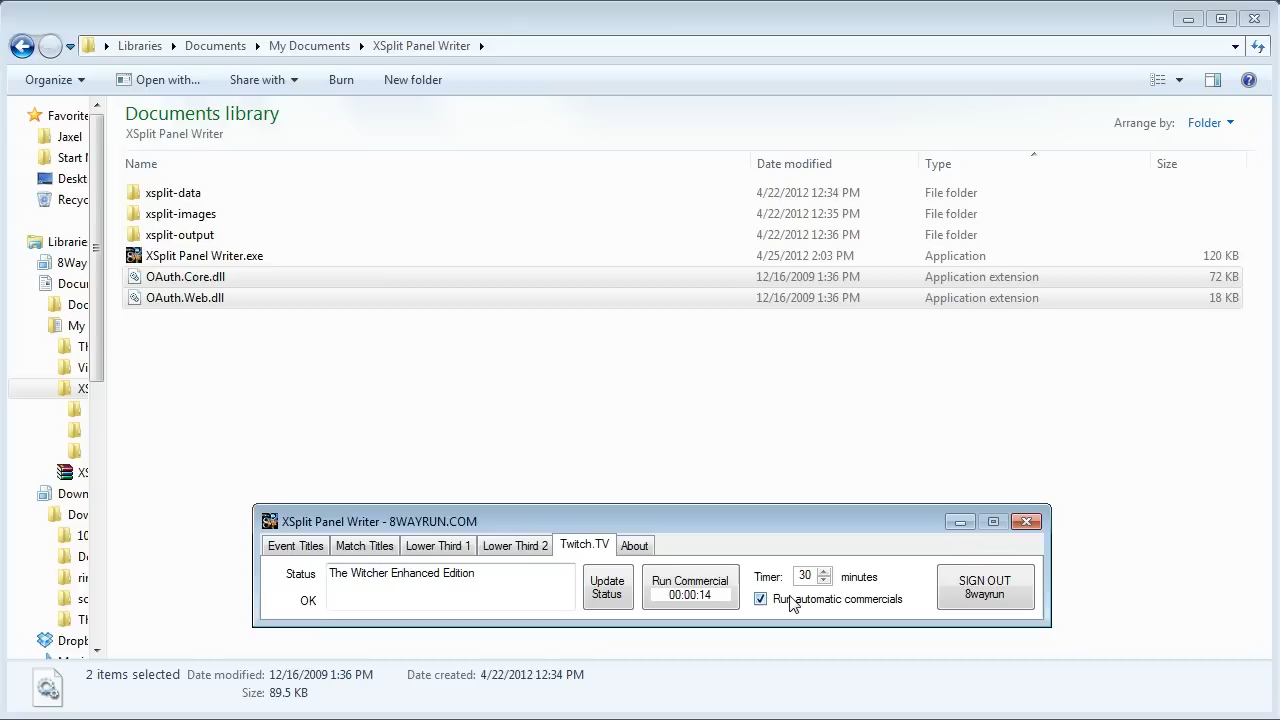 Libraries Documents My Documents XSplit Panel Writer
Organize Open with... Share with Burn New folder
Documents library
XSplit Panel Writer
Arrange by: Folder
Name Date modified Type Size
xsplit-data 4/22/2012 12:34 PM File folder
xsplit-images 4/22/2012 12:35 PM File folder
xsplit-output 4/22/2012 12:36 PM File folder
XSplit Panel Writer.exe 4/25/2012 2:03 PM Application 120 KB
OAuth.Core.dll 12/16/2009 1:36 PM Application extension 72 KB
OAuth.Web.dll 12/16/2009 1:36 PM Application extension 18 KB
Favorite
Jaxel
Start
Deskt
Recyc
Librarie
8Way
Docu
Doc
My
Th
Vi
XS
XS
Down
Dov
10
De
rin
sc
Th
Dropb
XSplit Panel Writer - 8WAYRUN.COM
Event Titles Match Titles Lower Third 1 Lower Third 2 Twitch.TV About
Status The Witcher Enhanced Edition
OK
Update Status
Run Commercial
00:00:14
Timer: 30 minutes
Run automatic commercials
SIGN OUT
8wayrun
2 items selected Date modified: 12/16/2009 1:36 PM Date created: 4/22/2012 12:34 PM
Size: 89.5 KB